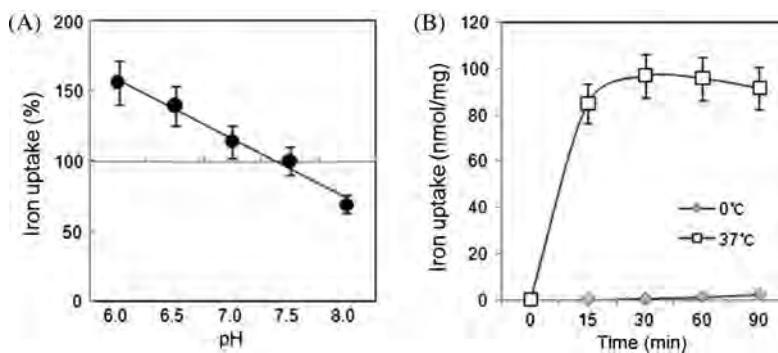 (A)
Iron uptake (%)
200
150
100
50
0
6.0 6.5 7.0 7.5 8.0
pH
(B)
Iron uptake (nmol/mg)
120
100
80
60
40
20
0
0℃
37℃
0 15 30 60 90
Time (min)